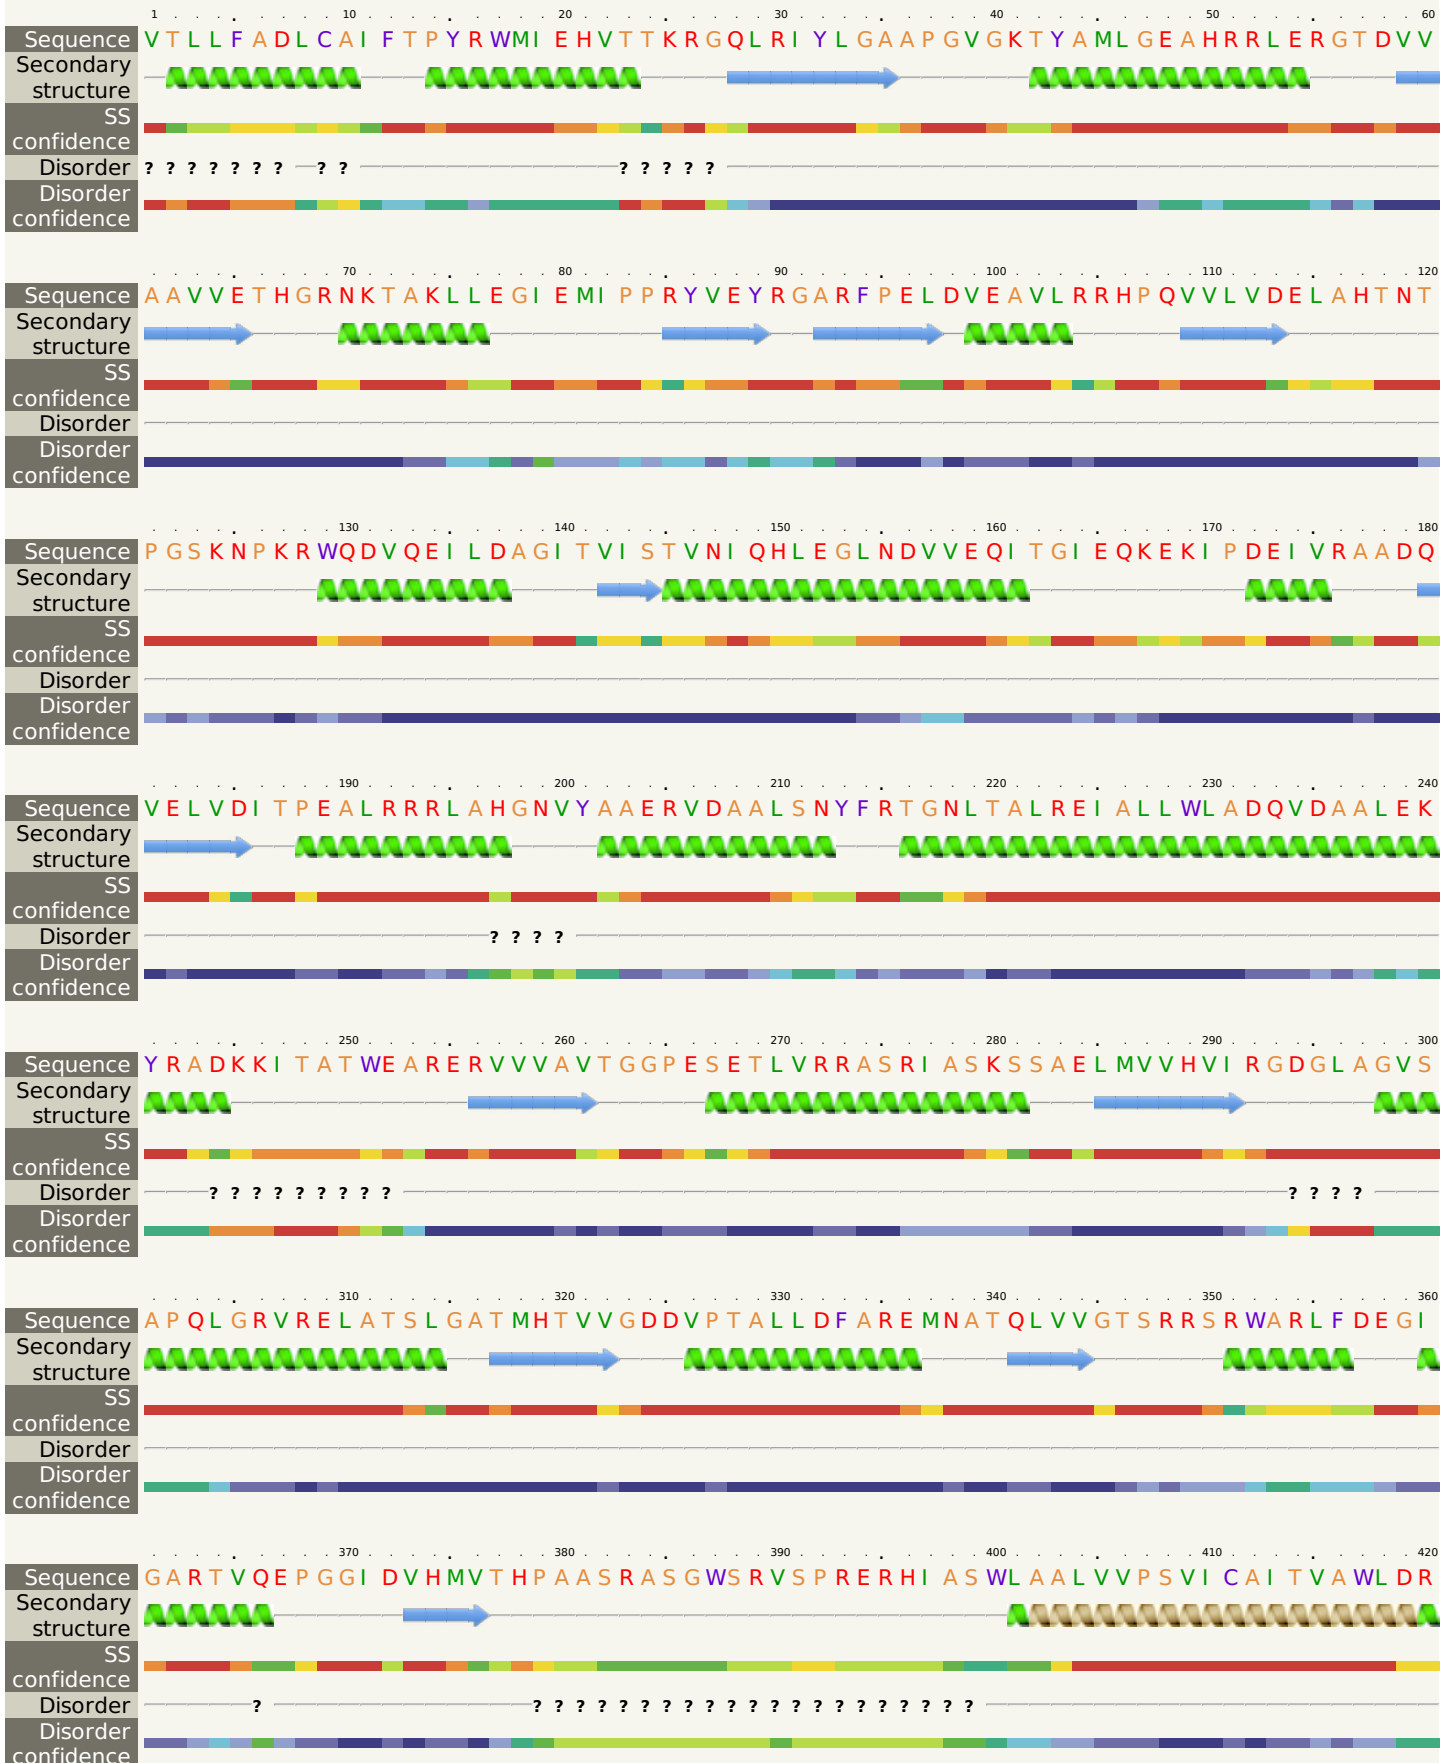 1 10 20 30 40 50 60
Sequence VTLLFADLCAIFTPYRWMIEHVTTKRGQLRIYLGAAPGVGKTYAMLGEAHRRLERGTDVV
Secondary structure
SS confidence
Disorder ? ? ? ? ? ? ? ? ? ? ? ? ? ?
Disorder confidence
70 80 90 100 110 120
Sequence AAVVETHGRNKTAKLLEGIEMIPPRYVEYRGARFPELDVEAVLRRHPQVVLVDELAHTNT
Secondary structure
SS confidence
Disorder
Disorder confidence
130 140 150 160 170 180
Sequence PGSKNPKRWQDVQEILDAGITVISTVNIQHLEGLNDVVEQITGIEQKEKIPDEIVRAADQ
Secondary structure
SS confidence
Disorder
Disorder confidence
190 200 210 220 230 240
Sequence VELVDITPEALRRRLAHGNVYAAERVDAALSNYFRTGNLTALREIALLWLADQVDAALEK
Secondary structure
SS confidence
Disorder ? ? ? ?
Disorder confidence
250 260 270 280 290 300
Sequence YRADKKITATWEARERVVVAVTGGPESETLVRRASRIASKSSAELMVVHVIRGDGLAGVS
Secondary structure
SS confidence
Disorder ? ? ? ? ? ? ? ? ? ? ? ? ?
Disorder confidence
310 320 330 340 350 360
Sequence APQLGRVRELATSLGATMHTVVGDDVPTALLDFAREMNATQLVVGTSRRSRWARLFDEGI
Secondary structure
SS confidence
Disorder
Disorder confidence
370 380 390 400 410 420
Sequence GARTVQEPGGIDVHMVTHPAASRASGWSRVSPRERHIASWLAALVVPSVICAITVAWLDR
Secondary structure
SS confidence
Disorder ? ? ? ? ? ? ? ? ? ? ? ? ? ? ? ? ? ? ? ? ?
Disorder confidence